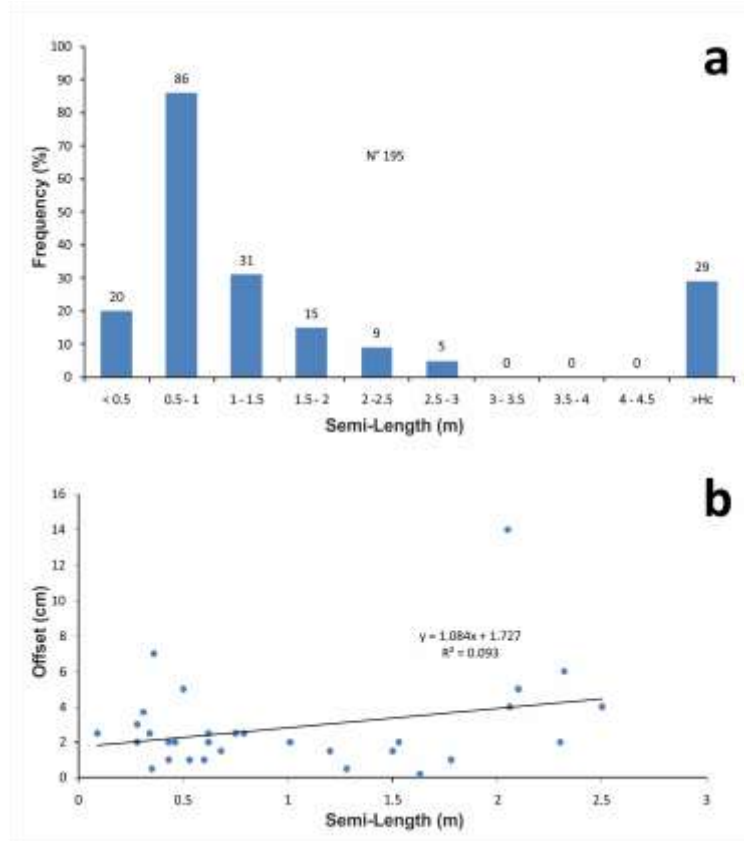 a
100
90
80
70
60
50
40
30
20
10
0
Frequency (%)
20
86
31
15
9
5
0
0
0
29
N° 195
< 0.5
0.5 - 1
1 - 1.5
1.5 - 2
2 -2.5
2.5 - 3
3 - 3.5
3.5 - 4
4 - 4.5
>Hc
Semi-Length (m)
b
16
14
12
10
8
6
4
2
0
Offset (cm)
y = 1.084x + 1.727
R² = 0.093
0
0.5
1
1.5
2
2.5
3
Semi-Length (m)